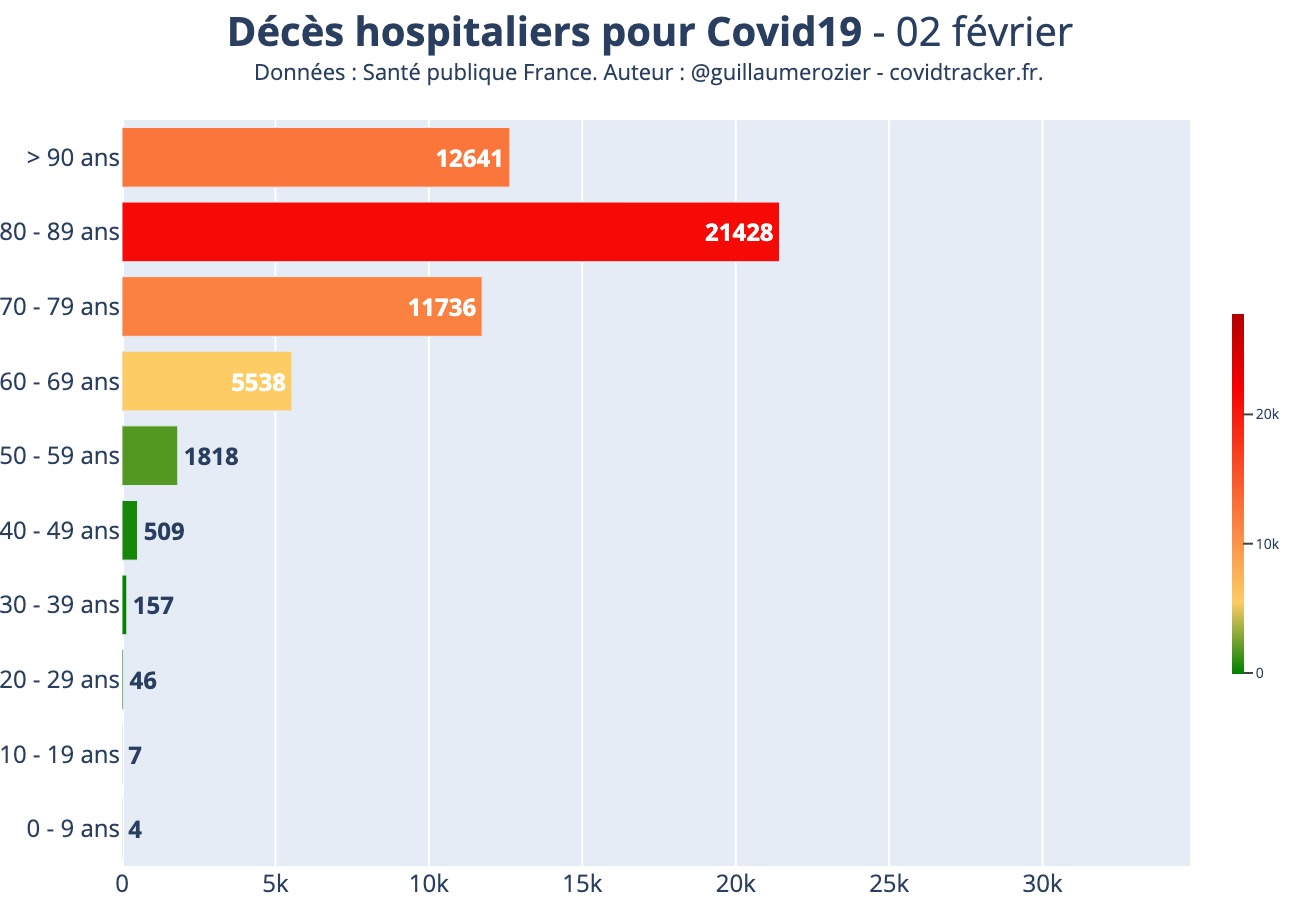 Décès hospitaliers pour Covid19 - 02 février
Données : Santé publique France. Auteur : @guillaumerozier - covidtracker.fr.
> 90 ans 12641
80 - 89 ans 21428
70 - 79 ans 11736
60 - 69 ans 5538
50 - 59 ans 1818
40 - 49 ans 509
30 - 39 ans 157
20 - 29 ans 46
10 - 19 ans 7
0 - 9 ans 4
0 5k 10k 15k 20k 25k 30k
20k
10k
0